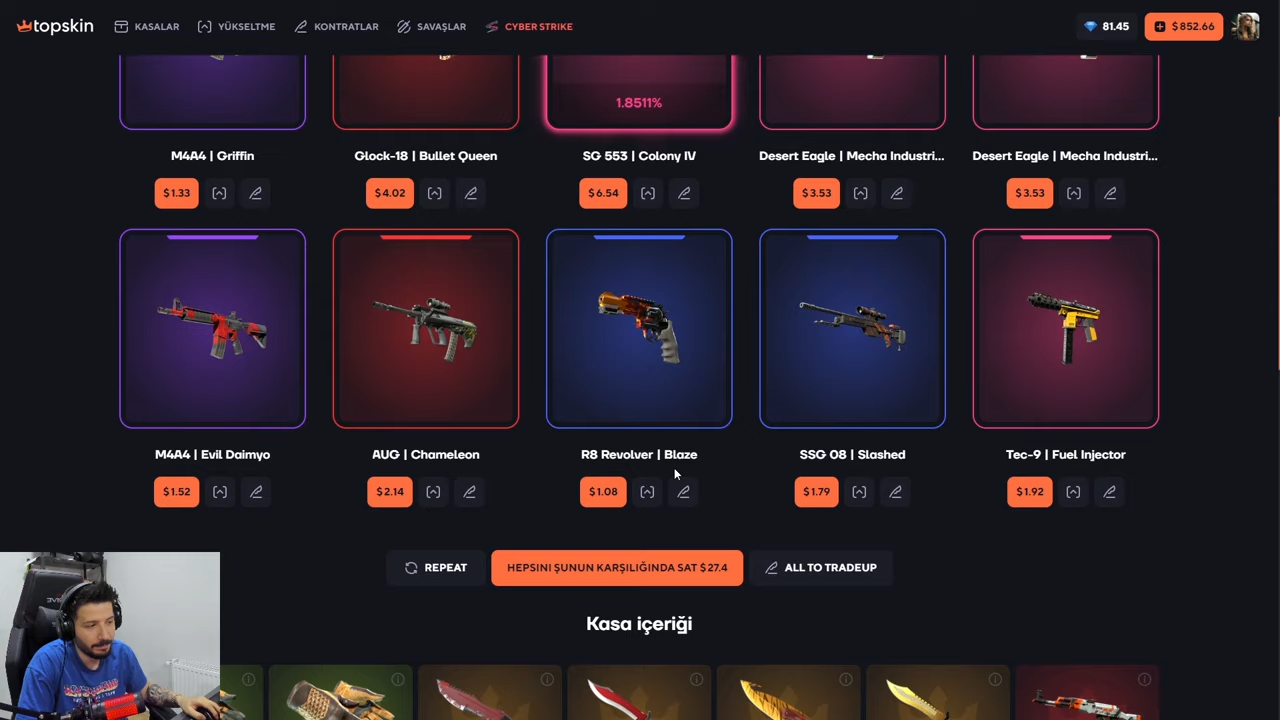 topskin KASALAR YÜKSELTME KONTRATLAR SAVAŞLAR CYBER STRIKE 81.45 $ 852.66
1.8511%
M4A4 | Griffin Glock-18 | Bullet Queen SG 553 | Colony IV Desert Eagle | Mecha Industri... Desert Eagle | Mecha Industri...
$ 1.33 $ 4.02 $ 6.54 $ 3.53 $ 3.53
M4A4 | Evil Daimyo AUG | Chameleon R8 Revolver | Blaze SSG 08 | Slashed Tec-9 | Fuel Injector
$ 1.52 $ 2.14 $ 1.08 $ 1.79 $ 1.92
REPEAT HEPSINI ŞUNUN KARŞILIĞINDA SAT $ 27.4 ALL TO TRADEUP
Kasa içeriği